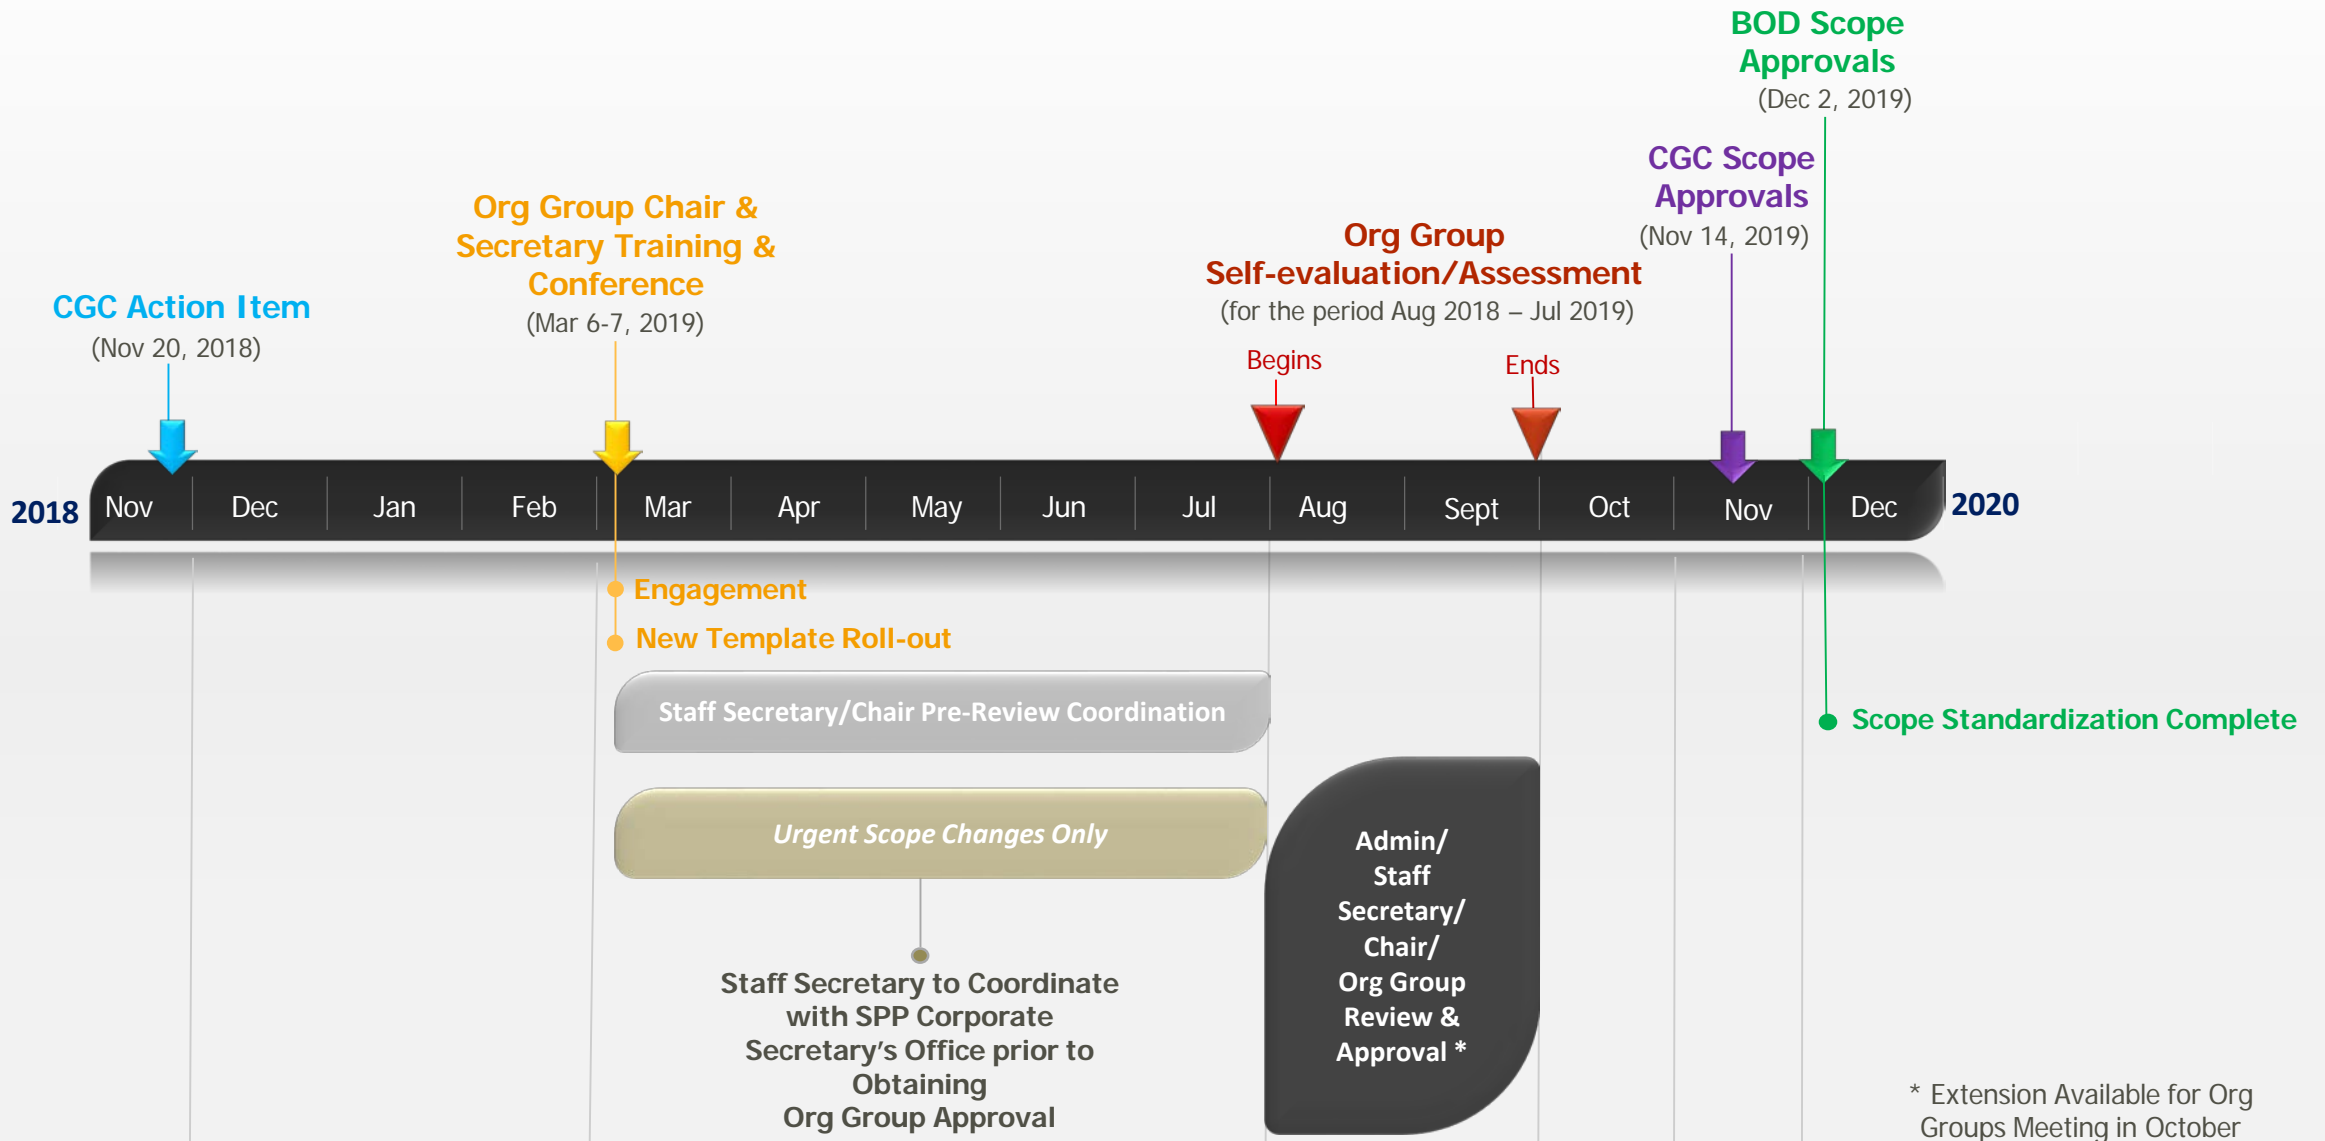 BOD Scope
Approvals
(Dec 2, 2019)
CGC Scope
Approvals
(Nov 14, 2019)
Org Group Chair &
Secretary Training &
Conference
(Mar 6-7, 2019)
Org Group
Self-evaluation/Assessment
(for the period Aug 2018 – Jul 2019)
CGC Action Item
(Nov 20, 2018)
Begins
Ends
2018 Nov Dec Jan Feb Mar Apr May Jun Jul Aug Sept Oct Nov Dec 2020
Engagement
New Template Roll-out
Staff Secretary/Chair Pre-Review Coordination
Scope Standardization Complete
Urgent Scope Changes Only
Staff Secretary to Coordinate
with SPP Corporate
Secretary's Office prior to
Obtaining
Org Group Approval
Admin/
Staff
Secretary/
Chair/
Org Group
Review &
Approval *
* Extension Available for Org
Groups Meeting in October